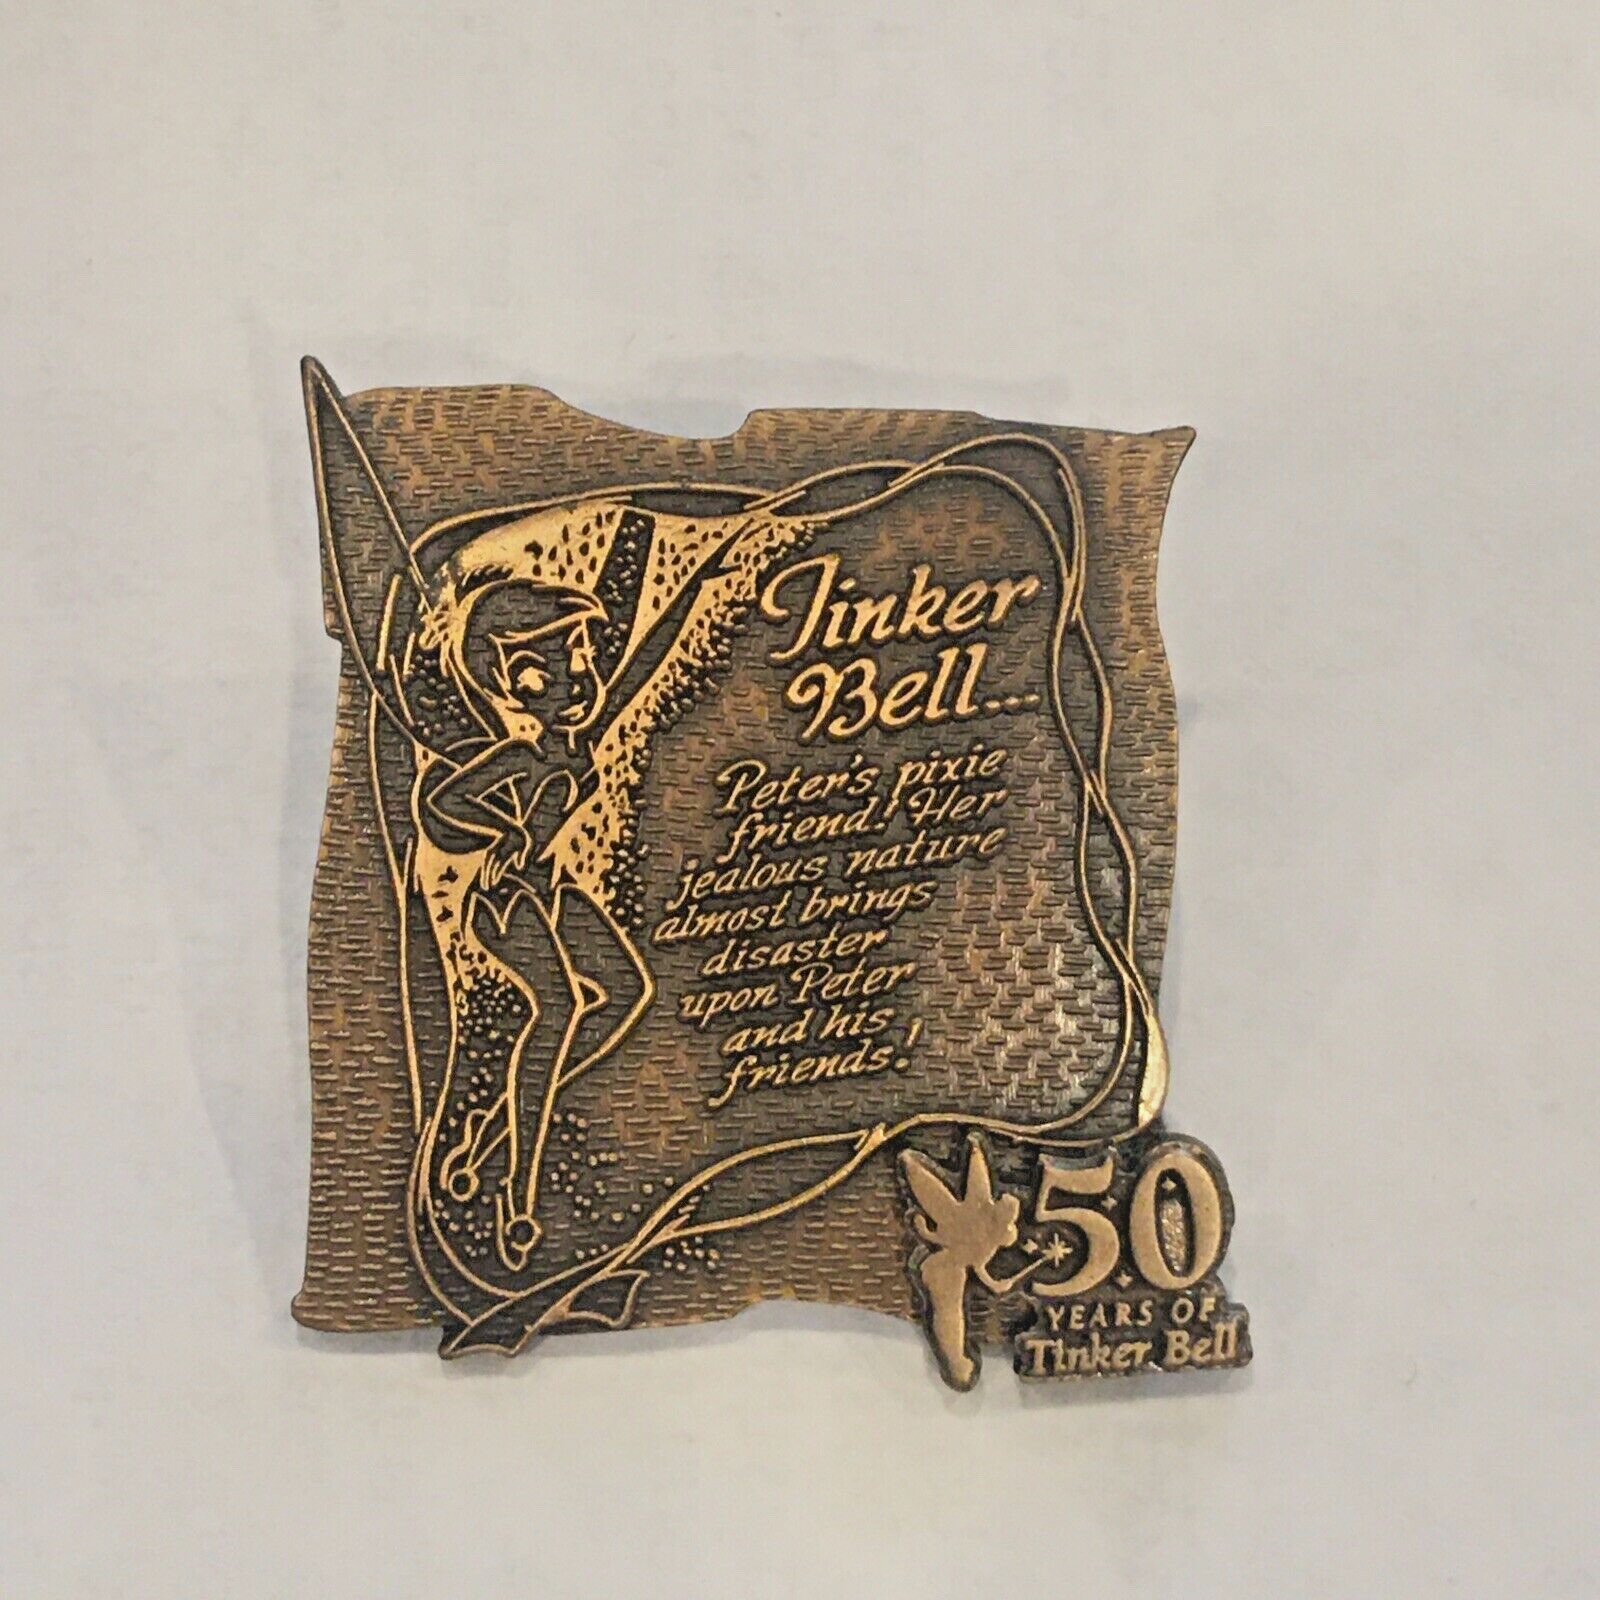 Tinker
Bell...
Peter's pixie
friend! Her
jealous nature
almost brings
disaster
upon Peter
and his
friends!
50
YEARS OF
Tinker Bell